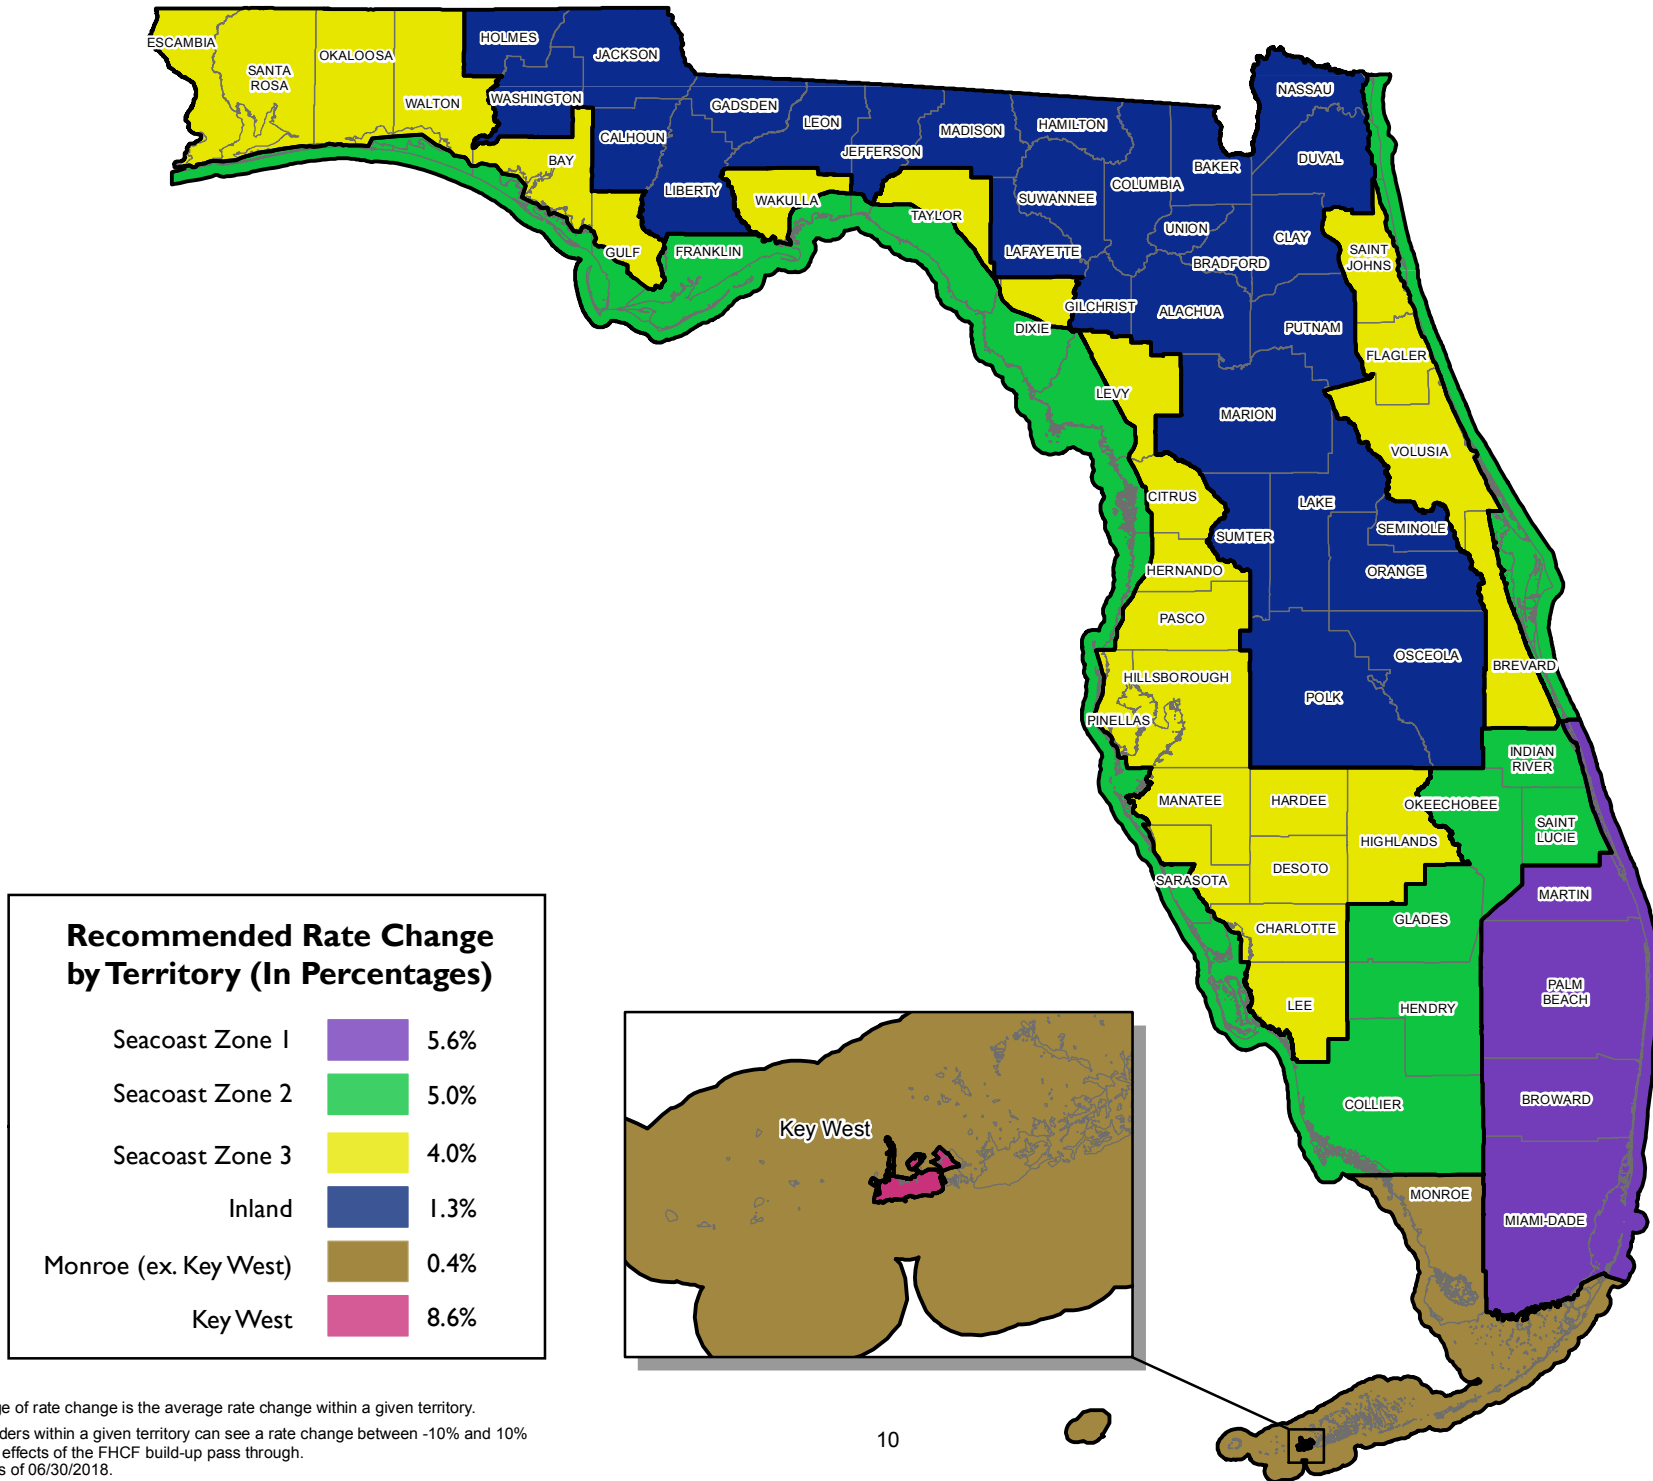 ESCAMBIA
SANTA
ROSA
OKALOOSA
WALTON
HOLMES
JACKSON
WASHINGTON
BAY
CALHOUN
GULF
GADSDEN
LIBERTY
FRANKLIN
LEON
WAKULLA
JEFFERSON
MADISON
TAYLOR
HAMILTON
SUWANNEE
LAFAYETTE
DIXIE
COLUMBIA
GILCHRIST
BAKER
UNION
BRADFORD
ALACHUA
NASSAU
DUVAL
CLAY
SAINT
JOHNS
PUTNAM
FLAGLER
LEVY
MARION
VOLUSIA
CITRUS
LAKE
SEMINOLE
SUMTER
ORANGE
HERNANDO
PASCO
OSCEOLA
BREVARD
HILLSBOROUGH
POLK
PINELLAS
INDIAN
RIVER
MANATEE
HARDEE
OKEECHOBEE
SAINT
LUCIE
HIGHLANDS
SARASOTA
DESOTO
MARTIN
CHARLOTTE
GLADES
LEE
HENDRY
PALM
BEACH
COLLIER
BROWARD
MONROE
MIAMI-DADE
Recommended Rate Change
by Territory (In Percentages)
Seacoast Zone 1 5.6%
Seacoast Zone 2 5.0%
Seacoast Zone 3 4.0%
Inland 1.3%
Monroe (ex. Key West) 0.4%
Key West 8.6%
Key West
of rate change is the average rate change within a given territory.
within a given territory can see a rate change between -10% and 10%
effects of the FHCF build-up pass through.
of 06/30/2018.
10